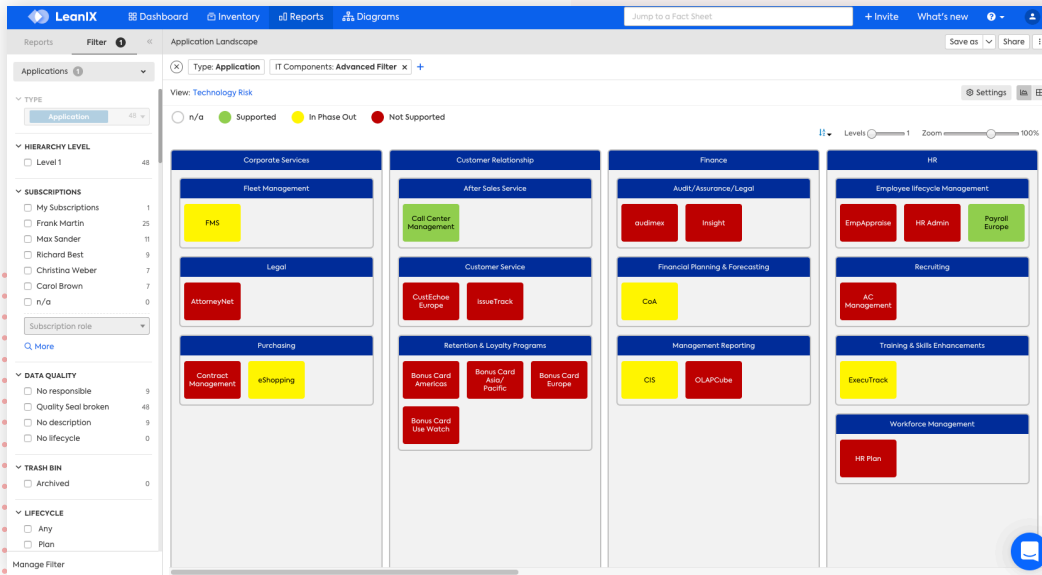 LeanIX
Dashboard
Inventory
Reports
Diagrams
Jump to a Fact Sheet
+ Invite
What's new
Reports
Filter 1
Application Landscape
Save as
Share
Applications 1
Type: Application
IT Components: Advanced Filter ×
+
View: Technology Risk
Settings
TYPE
Application
48
n/a
Supported
In Phase Out
Not Supported
Levels
1
Zoom
100%
HIERARCHY LEVEL
Level 1 48
SUBSCRIPTIONS
My Subscriptions 1
Frank Martin 25
Max Sander 11
Richard Best 9
Christina Weber 7
Carol Brown 7
n/a 0
Subscription role
More
DATA QUALITY
No responsible 9
Quality Seal broken 48
No description 9
No lifecycle 0
TRASH BIN
Archived 0
LIFECYCLE
Any
Plan
Manage Filter
Corporate Services
Fleet Management
FMS
Legal
AttorneyNet
Purchasing
Contract
Management
eShopping
Customer Relationship
After Sales Service
Call Center
Management
Customer Service
CustEchoe
Europe
IssueTrack
Retention & Loyalty Programs
Bonus Card
Americas
Bonus Card
Asia/
Pacific
Bonus Card
Europe
Bonus Card
Use Watch
Finance
Audit/Assurance/Legal
audimex
Insight
Financial Planning & Forecasting
CoA
Management Reporting
CIS
OLAPCube
HR
Employee lifecycle Management
EmpAppraise
HR Admin
Payroll
Europe
Recruiting
AC
Management
Training & Skills Enhancements
ExecuTrack
Workforce Management
HR Plan